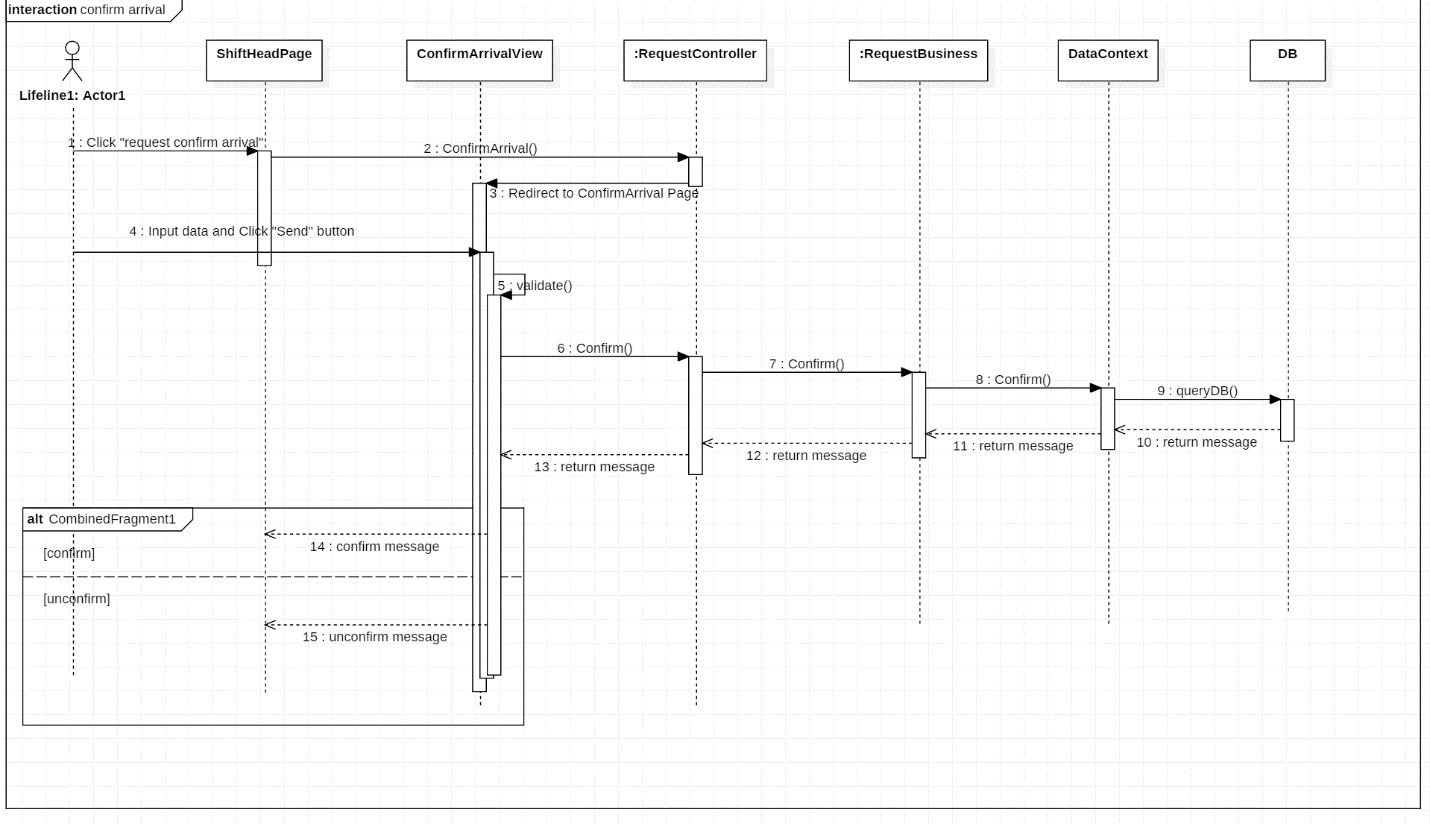 interaction confirm arrival
ShiftHeadPage
ConfirmArrivalView
:RequestController
:RequestBusiness
DataContext
DB
Lifeline1: Actor1
1 : Click "request confirm arrival"
2 : ConfirmArrival()
3 : Redirect to ConfirmArrival Page
4 : Input data and Click "Send" button
5 : validate()
6 : Confirm()
7 : Confirm()
8 : Confirm()
9 : queryDB()
10 : return message
11 : return message
12 : return message
13 : return message
alt CombinedFragment1
14 : confirm message
[confirm]
[unconfirm]
15 : unconfirm message